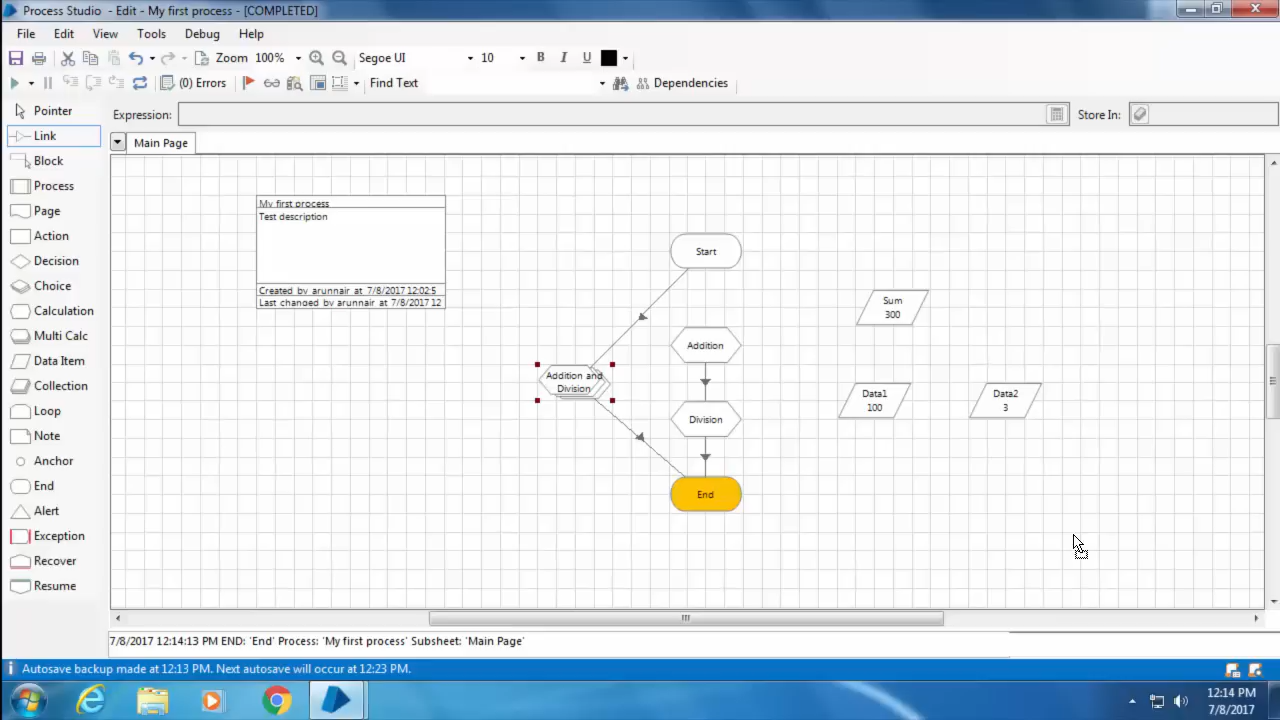 Process Studio - Edit - My first process - [COMPLETED]
File Edit View Tools Debug Help
Zoom 100% Segoe UI 10 B I U
(0) Errors Find Text Dependencies
Pointer
Link
Block
Process
Page
Action
Decision
Choice
Calculation
Multi Calc
Data Item
Collection
Loop
Note
Anchor
End
Alert
Exception
Recover
Resume
Expression: Store In:
Main Page
My first process
Test description
Created by arunnair at 7/8/2017 12:02:5
Last changed by arunnair at 7/8/2017 12
Start
Sum
300
Addition
Addition and
Division
Data1
100
Data2
3
Division
End
7/8/2017 12:14:13 PM END: 'End' Process: 'My first process' Subsheet: 'Main Page'
Autosave backup made at 12:13 PM. Next autosave will occur at 12:23 PM.
12:14 PM
7/8/2017